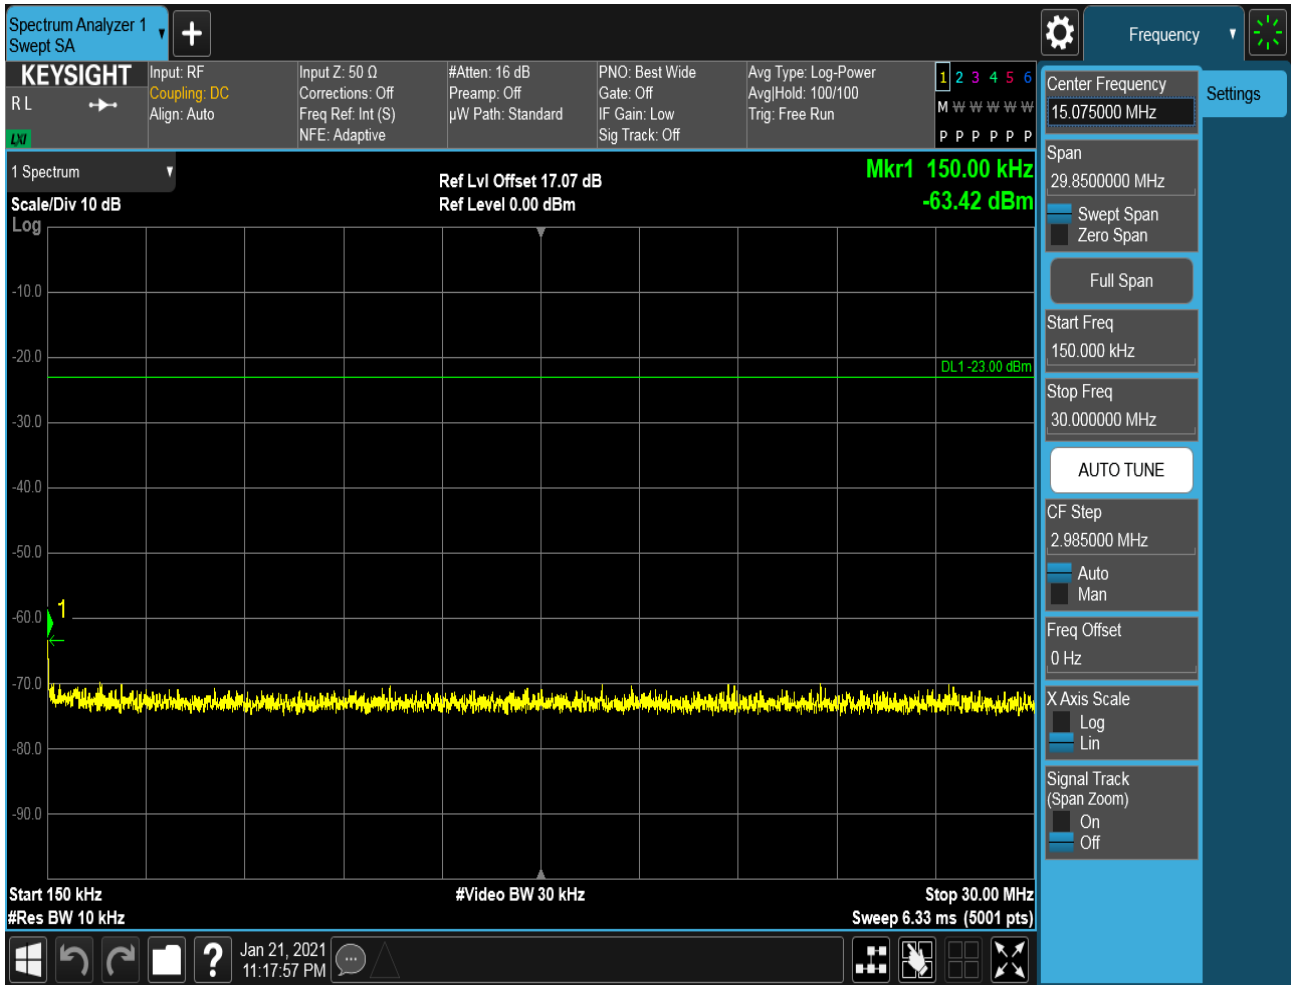 Spectrum Analyzer 1
Swept SA
Frequency
KEYSIGHT
R L
LXI
Input: RF
Coupling: DC
Align: Auto
Input Z: 50 Ω
Corrections: Off
Freq Ref: Int (S)
NFE: Adaptive
#Atten: 16 dB
Preamp: Off
µW Path: Standard
PNO: Best Wide
Gate: Off
IF Gain: Low
Sig Track: Off
Avg Type: Log-Power
Avg|Hold: 100/100
Trig: Free Run
1 2 3 4 5 6
M W W W W W
P P P P P P
1 Spectrum
Scale/Div 10 dB
Log
Ref Lvl Offset 17.07 dB
Ref Level 0.00 dBm
Mkr1 150.00 kHz
-63.42 dBm
-10.0
-20.0
DL1 -23.00 dBm
-30.0
-40.0
-50.0
-60.0
1
-70.0
-80.0
-90.0
Start 150 kHz
#Res BW 10 kHz
#Video BW 30 kHz
Stop 30.00 MHz
Sweep 6.33 ms (5001 pts)
Jan 21, 2021
11:17:57 PM
Center Frequency
15.075000 MHz
Settings
Span
29.8500000 MHz
Swept Span
Zero Span
Full Span
Start Freq
150.000 kHz
Stop Freq
30.000000 MHz
AUTO TUNE
CF Step
2.985000 MHz
Auto
Man
Freq Offset
0 Hz
X Axis Scale
Log
Lin
Signal Track
(Span Zoom)
On
Off